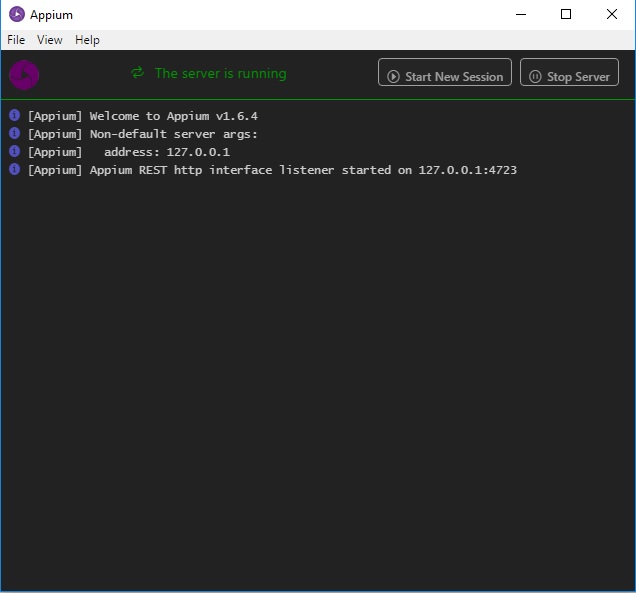 Appium
File View Help
The server is running Start New Session Stop Server
[Appium] Welcome to Appium v1.6.4
[Appium] Non-default server args:
[Appium]   address: 127.0.0.1
[Appium] Appium REST http interface listener started on 127.0.0.1:4723